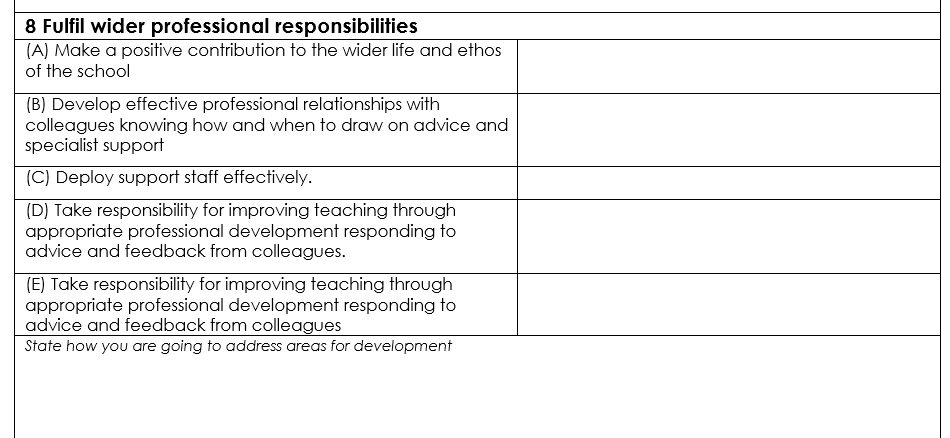 8 Fulfil wider professional responsibilities
(A) Make a positive contribution to the wider life and ethos
of the school
(B) Develop effective professional relationships with
colleagues knowing how and when to draw on advice and
specialist support
(C) Deploy support staff effectively.
(D) Take responsibility for improving teaching through
appropriate professional development responding to
advice and feedback from colleagues.
(E) Take responsibility for improving teaching through
appropriate professional development responding to
advice and feedback from colleagues
State how you are going to address areas for development